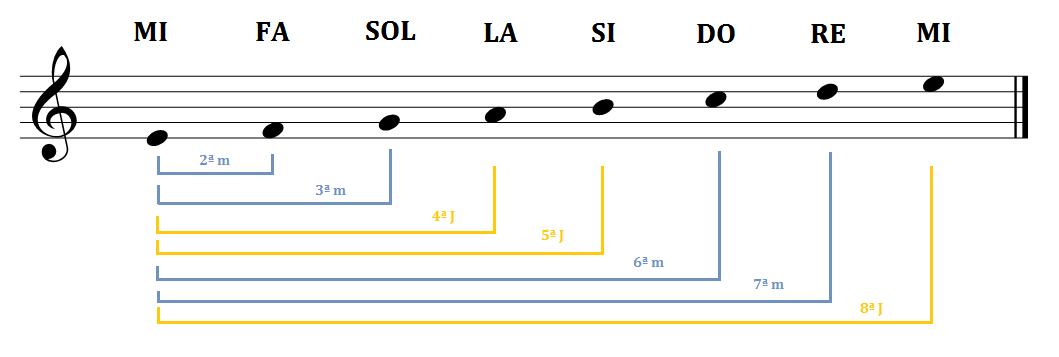 MI FA SOL LA SI DO RE MI
2ª m
3ª m
4ª J
5ª J
6ª m
7ª m
8ª J